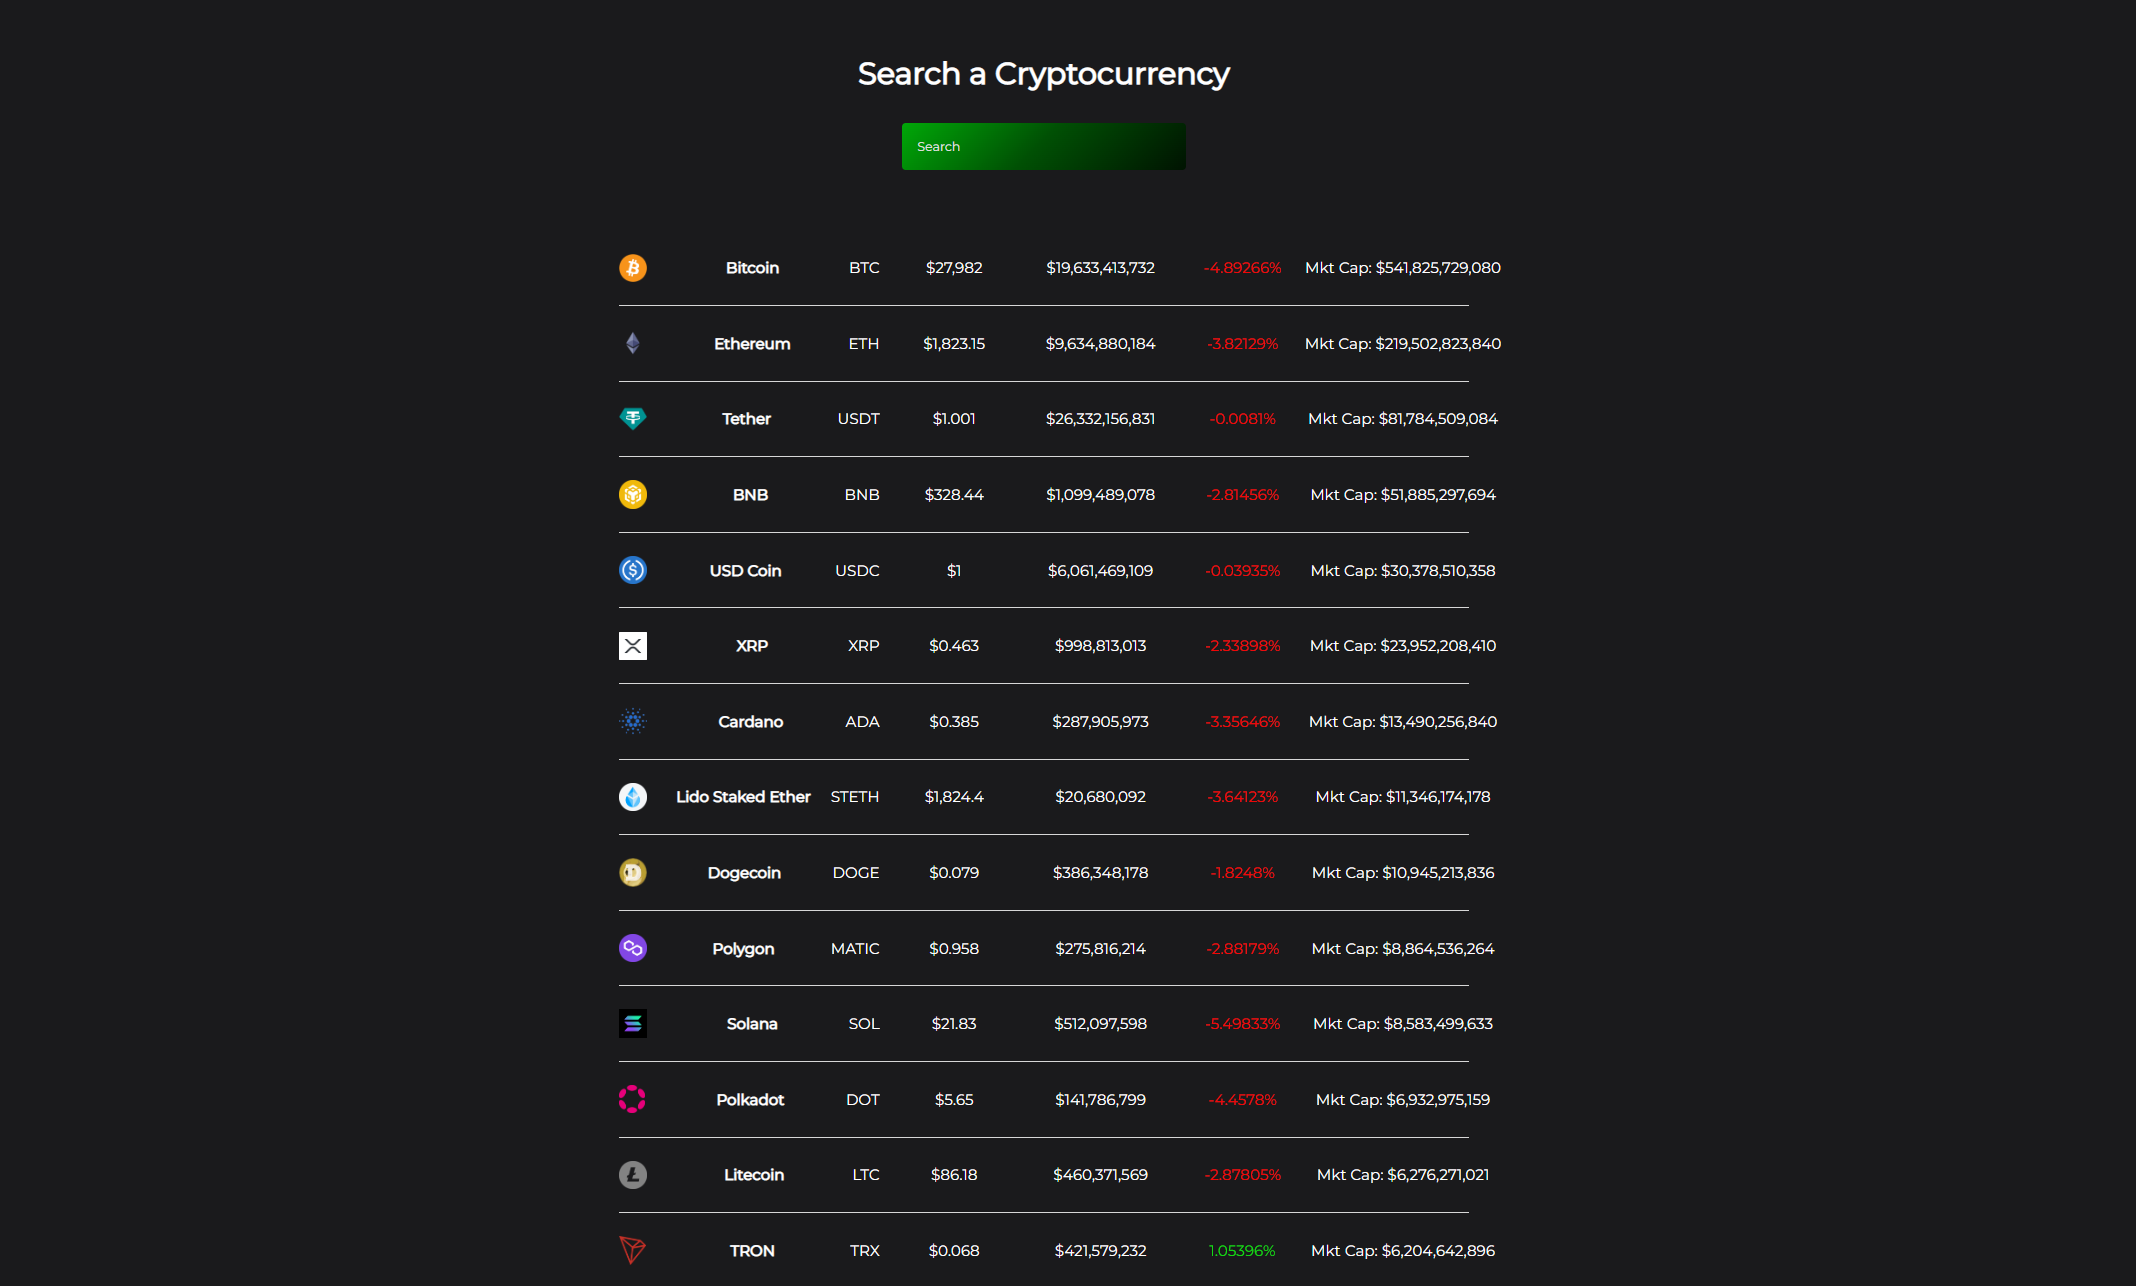 Search a Cryptocurrency
Search
Bitcoin BTC $27,982 $19,633,413,732 -4.89266% Mkt Cap: $541,825,729,080
Ethereum ETH $1,823.15 $9,634,880,184 -3.82129% Mkt Cap: $219,502,823,840
Tether USDT $1.001 $26,332,156,831 -0.0081% Mkt Cap: $81,784,509,084
BNB BNB $328.44 $1,099,489,078 -2.81456% Mkt Cap: $51,885,297,694
USD Coin USDC $1 $6,061,469,109 -0.03935% Mkt Cap: $30,378,510,358
XRP XRP $0.463 $998,813,013 -2.33898% Mkt Cap: $23,952,208,410
Cardano ADA $0.385 $287,905,973 -3.35646% Mkt Cap: $13,490,256,840
Lido Staked Ether STETH $1,824.4 $20,680,092 -3.64123% Mkt Cap: $11,346,174,178
Dogecoin DOGE $0.079 $386,348,178 -1.8248% Mkt Cap: $10,945,213,836
Polygon MATIC $0.958 $275,816,214 -2.88179% Mkt Cap: $8,864,536,264
Solana SOL $21.83 $512,097,598 -5.49833% Mkt Cap: $8,583,499,633
Polkadot DOT $5.65 $141,786,799 -4.4578% Mkt Cap: $6,932,975,159
Litecoin LTC $86.18 $460,371,569 -2.87805% Mkt Cap: $6,276,271,021
TRON TRX $0.068 $421,579,232 1.05396% Mkt Cap: $6,204,642,896